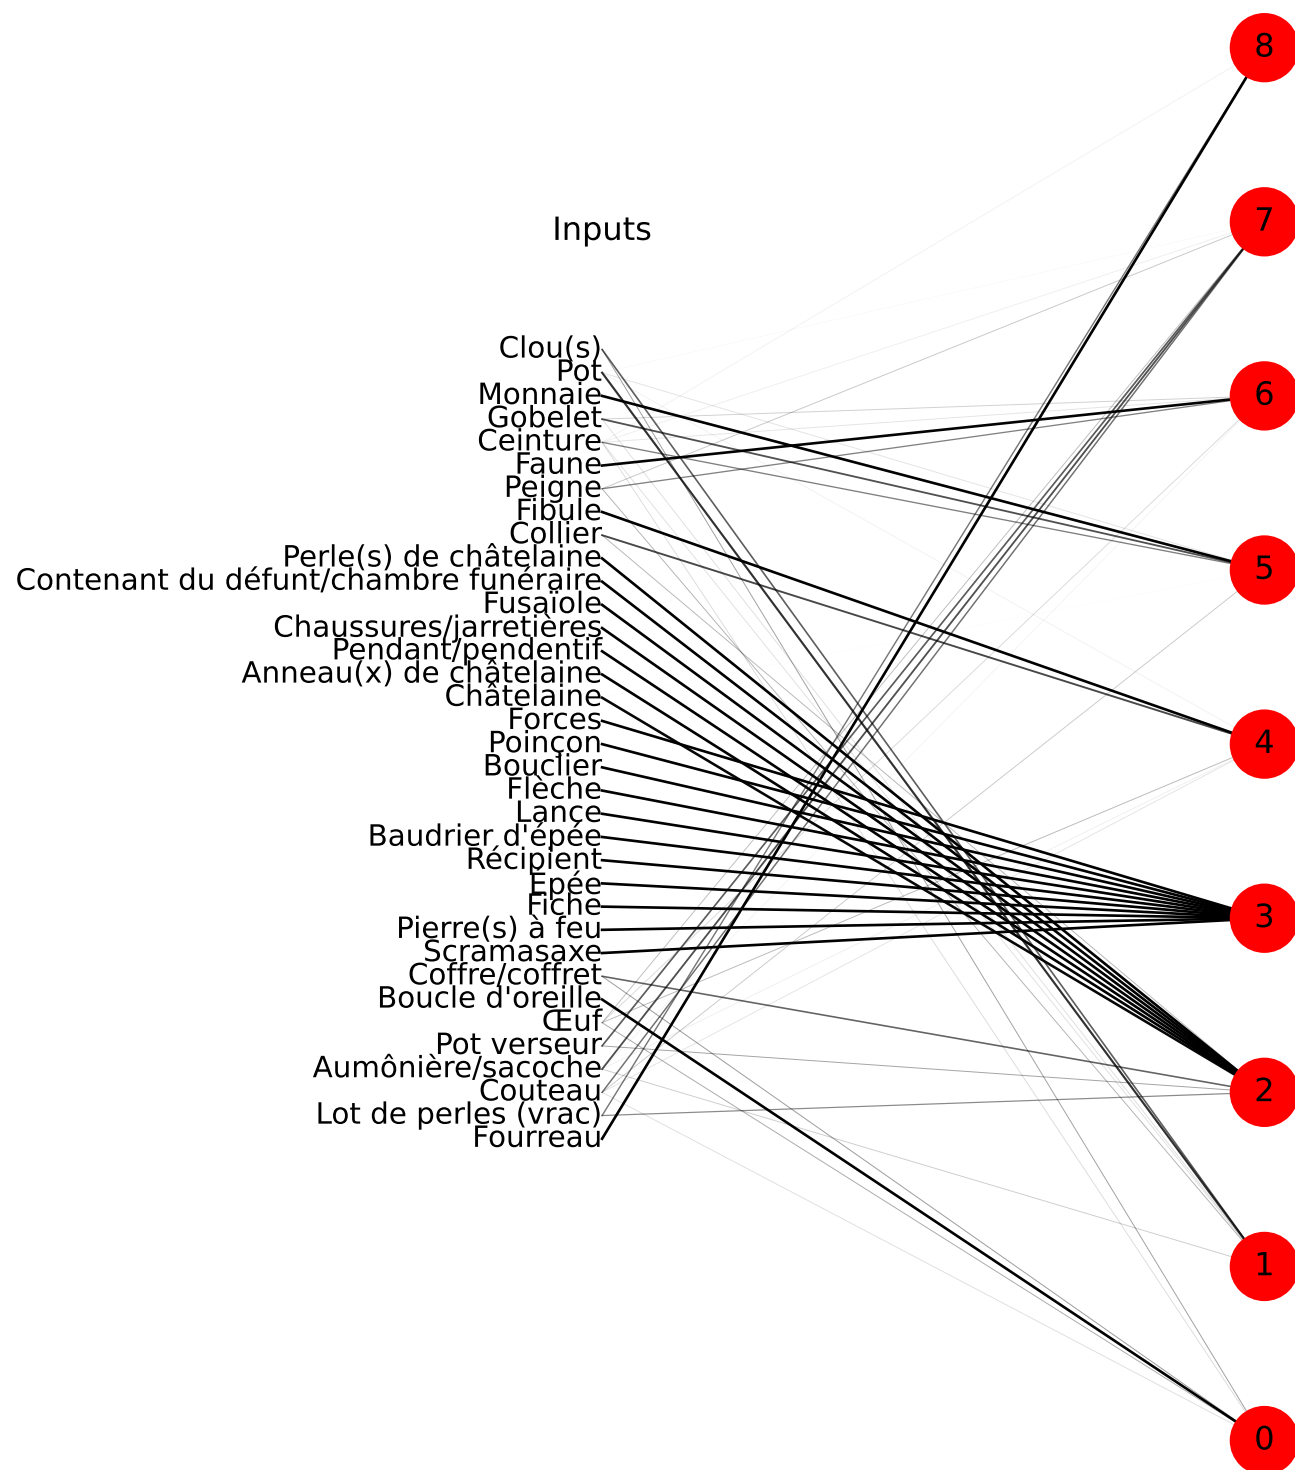 8
7
Inputs
Clou(s)
Pot
Monnaie
6
Gobelet
Ceinture
Faune
Peigne
Fibule
Collier
Perle(s) de châtelaine
5
Contenant du défunt/chambre funéraire
Fusaïole
Chaussures/jarretières
Pendant/pendentif
Anneau(x) de châtelaine
Châtelaine
Forces
Poinçon
4
Bouclier
Flèche
Lance
Baudrier d'épée
Récipient
Épée
Fiche
3
Pierre(s) à feu
Scramasaxe
Coffre/coffret
Boucle d'oreille
Œuf
Pot verseur
Aumônière/sacoche
Couteau
2
Lot de perles (vrac)
Fourreau
1
0